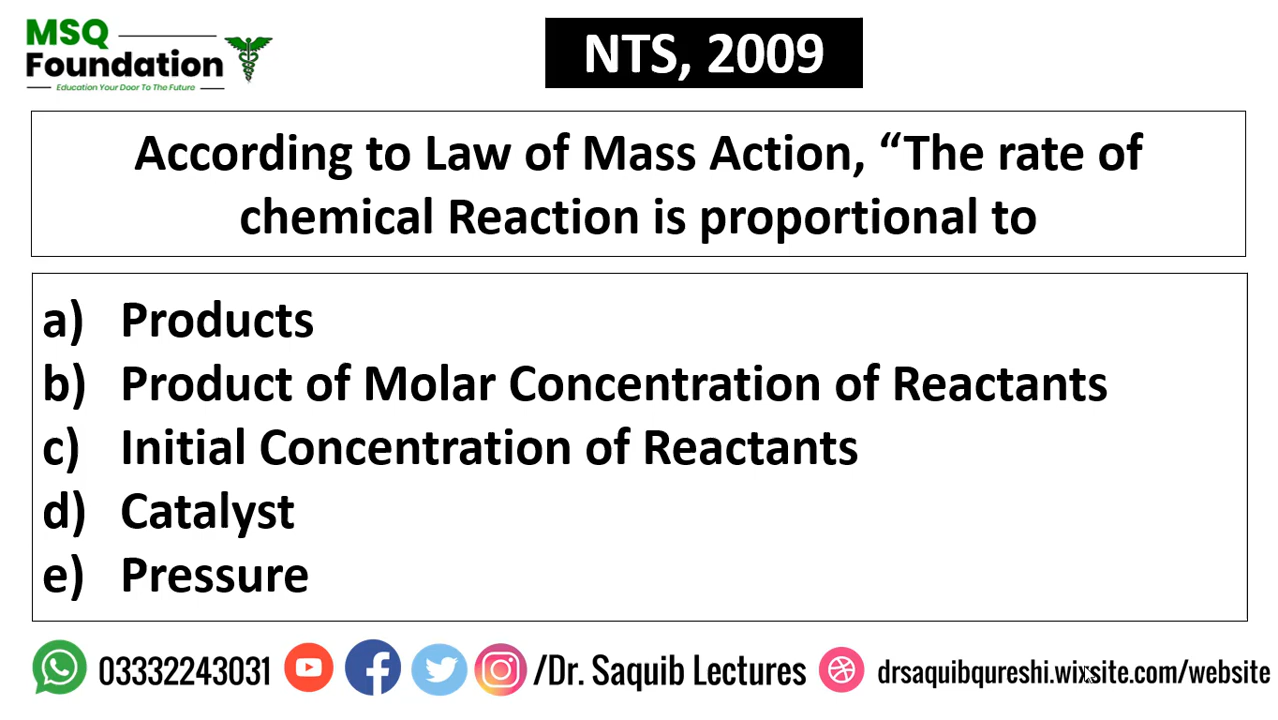 MSQ
Foundation
Education Your Door To The Future
NTS, 2009
According to Law of Mass Action, “The rate of
chemical Reaction is proportional to
a) Products
b) Product of Molar Concentration of Reactants
c) Initial Concentration of Reactants
d) Catalyst
e) Pressure
03332243031 /Dr. Saquib Lectures drsaquibqureshi.wixsite.com/website